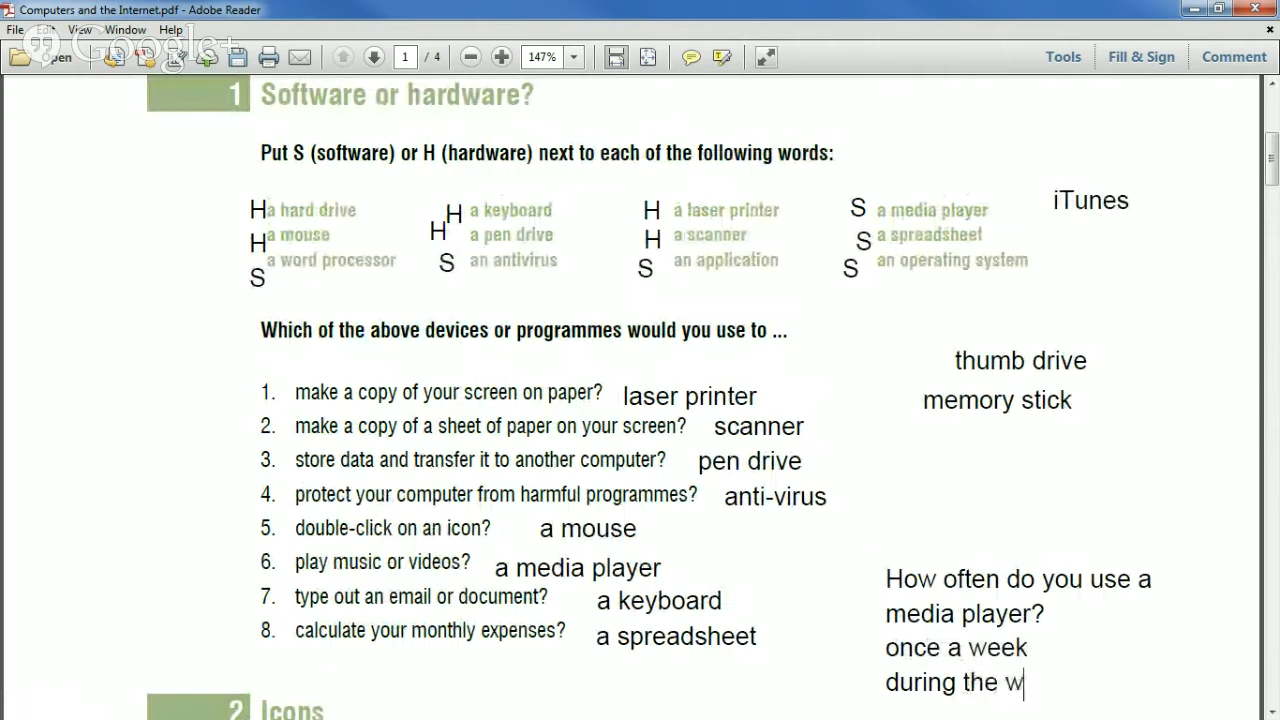 Computers and the Internet.pdf - Adobe Reader
File Edit View Window Help
Google+
Open 1 / 4 147% Tools Fill & Sign Comment
1 Software or hardware?
Put S (software) or H (hardware) next to each of the following words:
H a hard drive H a keyboard H a laser printer S a media player iTunes
H a mouse H a pen drive H a scanner S a spreadsheet
S a word processor S an antivirus S an application S an operating system
Which of the above devices or programmes would you use to ...
thumb drive
1. make a copy of your screen on paper? laser printer memory stick
2. make a copy of a sheet of paper on your screen? scanner
3. store data and transfer it to another computer? pen drive
4. protect your computer from harmful programmes? anti-virus
5. double-click on an icon? a mouse
6. play music or videos? a media player
7. type out an email or document? a keyboard
8. calculate your monthly expenses? a spreadsheet
How often do you use a
media player?
once a week
during the w
2 Icons